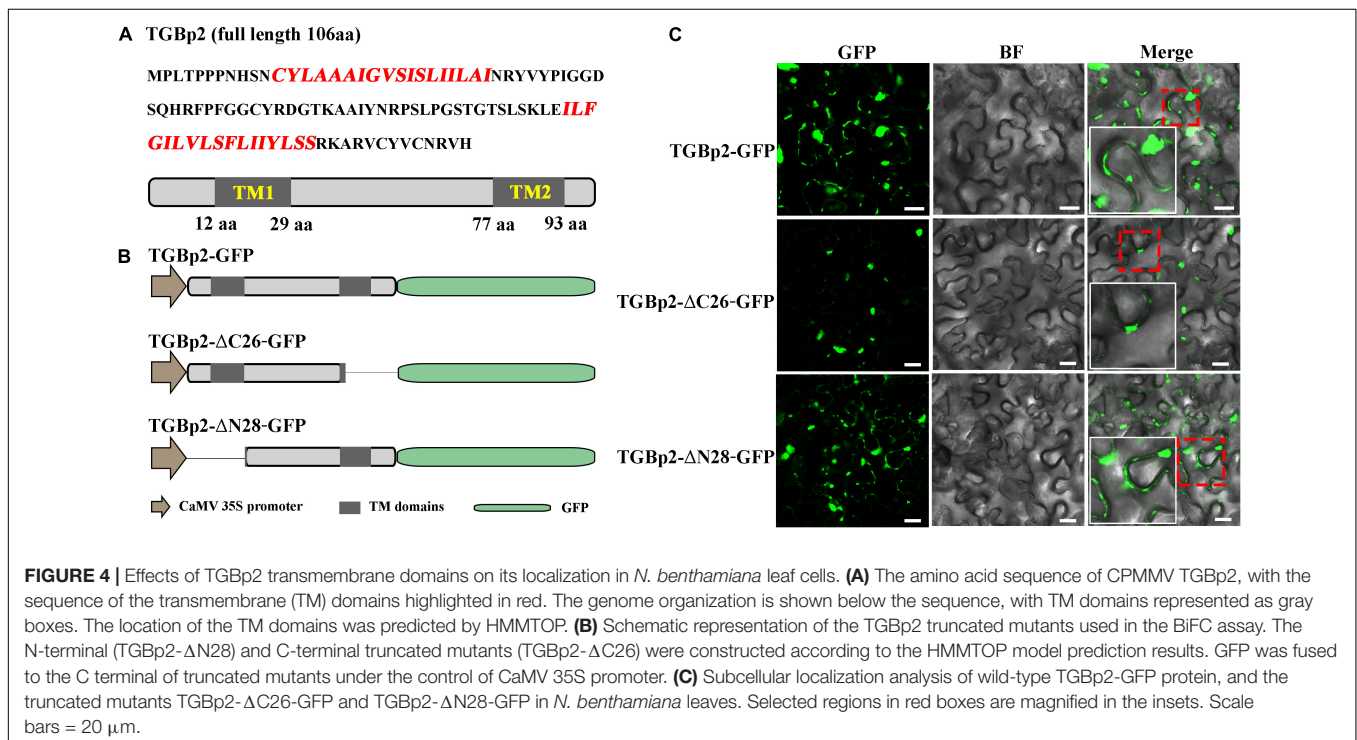 A TGBp2 (full length 106aa)
MPLTPPPNHSNCYLAAAIGVSISLIILAINRYVYPIGGD
SQHRFPFGGCYRDGTKAAIYNRPSLPGSTGTSLSKLEILF
GILVLSFLIIYLSSRKARVCYVCNRVH
TM1 TM2
12 aa 29 aa 77 aa 93 aa
B TGBp2-GFP
TGBp2-ΔC26-GFP
TGBp2-ΔN28-GFP
CaMV 35S promoter TM domains GFP
C
GFP BF Merge
TGBp2-GFP
TGBp2-ΔC26-GFP
TGBp2-ΔN28-GFP
FIGURE 4 | Effects of TGBp2 transmembrane domains on its localization in N. benthamiana leaf cells. (A) The amino acid sequence of CPMMV TGBp2, with the
sequence of the transmembrane (TM) domains highlighted in red. The genome organization is shown below the sequence, with TM domains represented as gray
boxes. The location of the TM domains was predicted by HMMTOP. (B) Schematic representation of the TGBp2 truncated mutants used in the BiFC assay. The
N-terminal (TGBp2-ΔN28) and C-terminal truncated mutants (TGBp2-ΔC26) were constructed according to the HMMTOP model prediction results. GFP was fused
to the C terminal of truncated mutants under the control of CaMV 35S promoter. (C) Subcellular localization analysis of wild-type TGBp2-GFP protein, and the
truncated mutants TGBp2-ΔC26-GFP and TGBp2-ΔN28-GFP in N. benthamiana leaves. Selected regions in red boxes are magnified in the insets. Scale
bars = 20 μm.